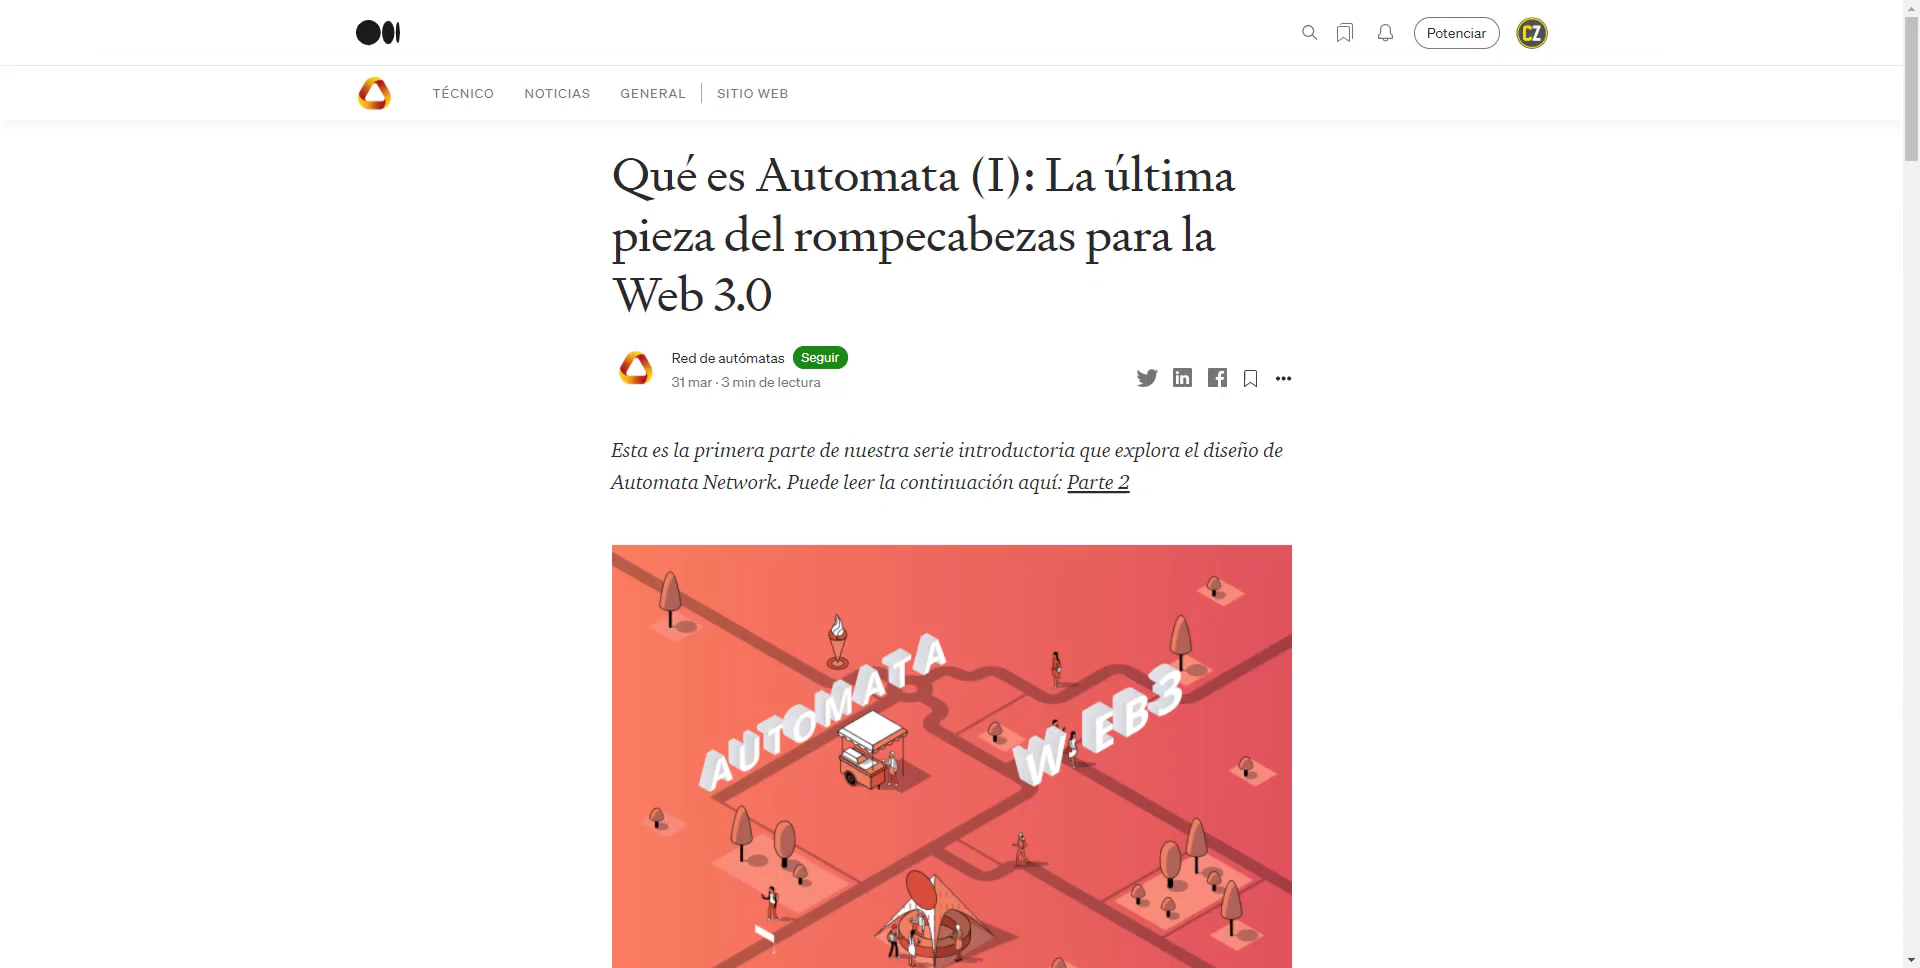 Potenciar
CZ
TÉCNICO NOTICIAS GENERAL SITIO WEB
Qué es Automata (I): La última
pieza del rompecabezas para la
Web 3.0
Red de autómatas Seguir
31 mar · 3 min de lectura
Esta es la primera parte de nuestra serie introductoria que explora el diseño de
Automata Network. Puede leer la continuación aquí: Parte 2
AUTOMATA
WEB3